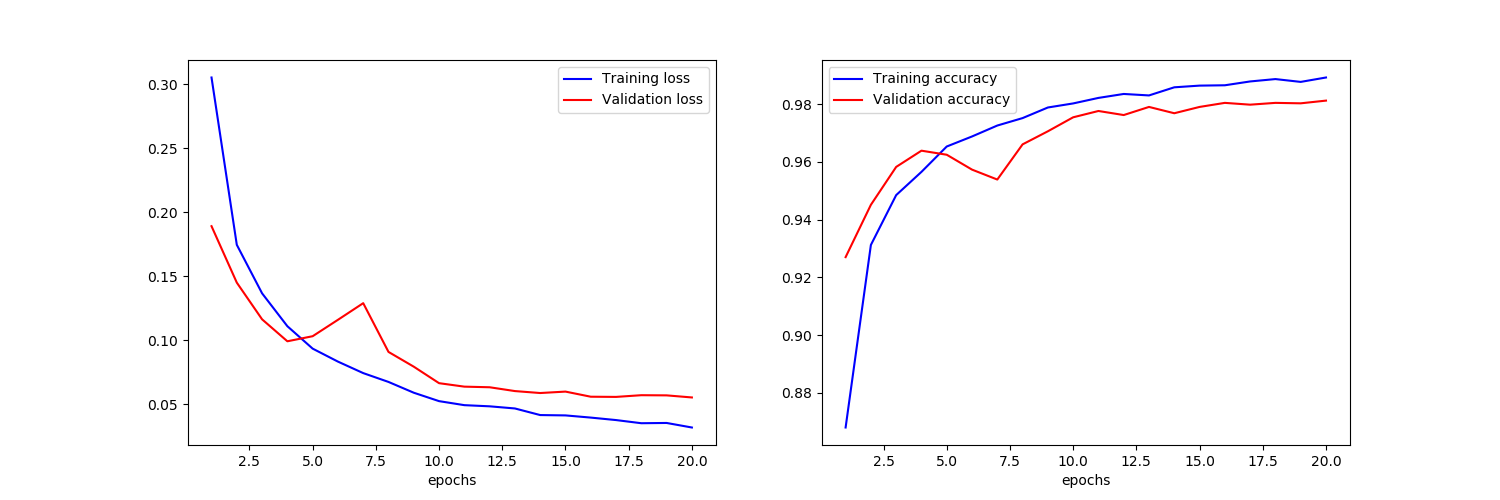 Training loss
Validation loss
0.30
0.25
0.20
0.15
0.10
0.05
2.5 5.0 7.5 10.0 12.5 15.0 17.5 20.0
epochs
Training accuracy
Validation accuracy
0.98
0.96
0.94
0.92
0.90
0.88
2.5 5.0 7.5 10.0 12.5 15.0 17.5 20.0
epochs